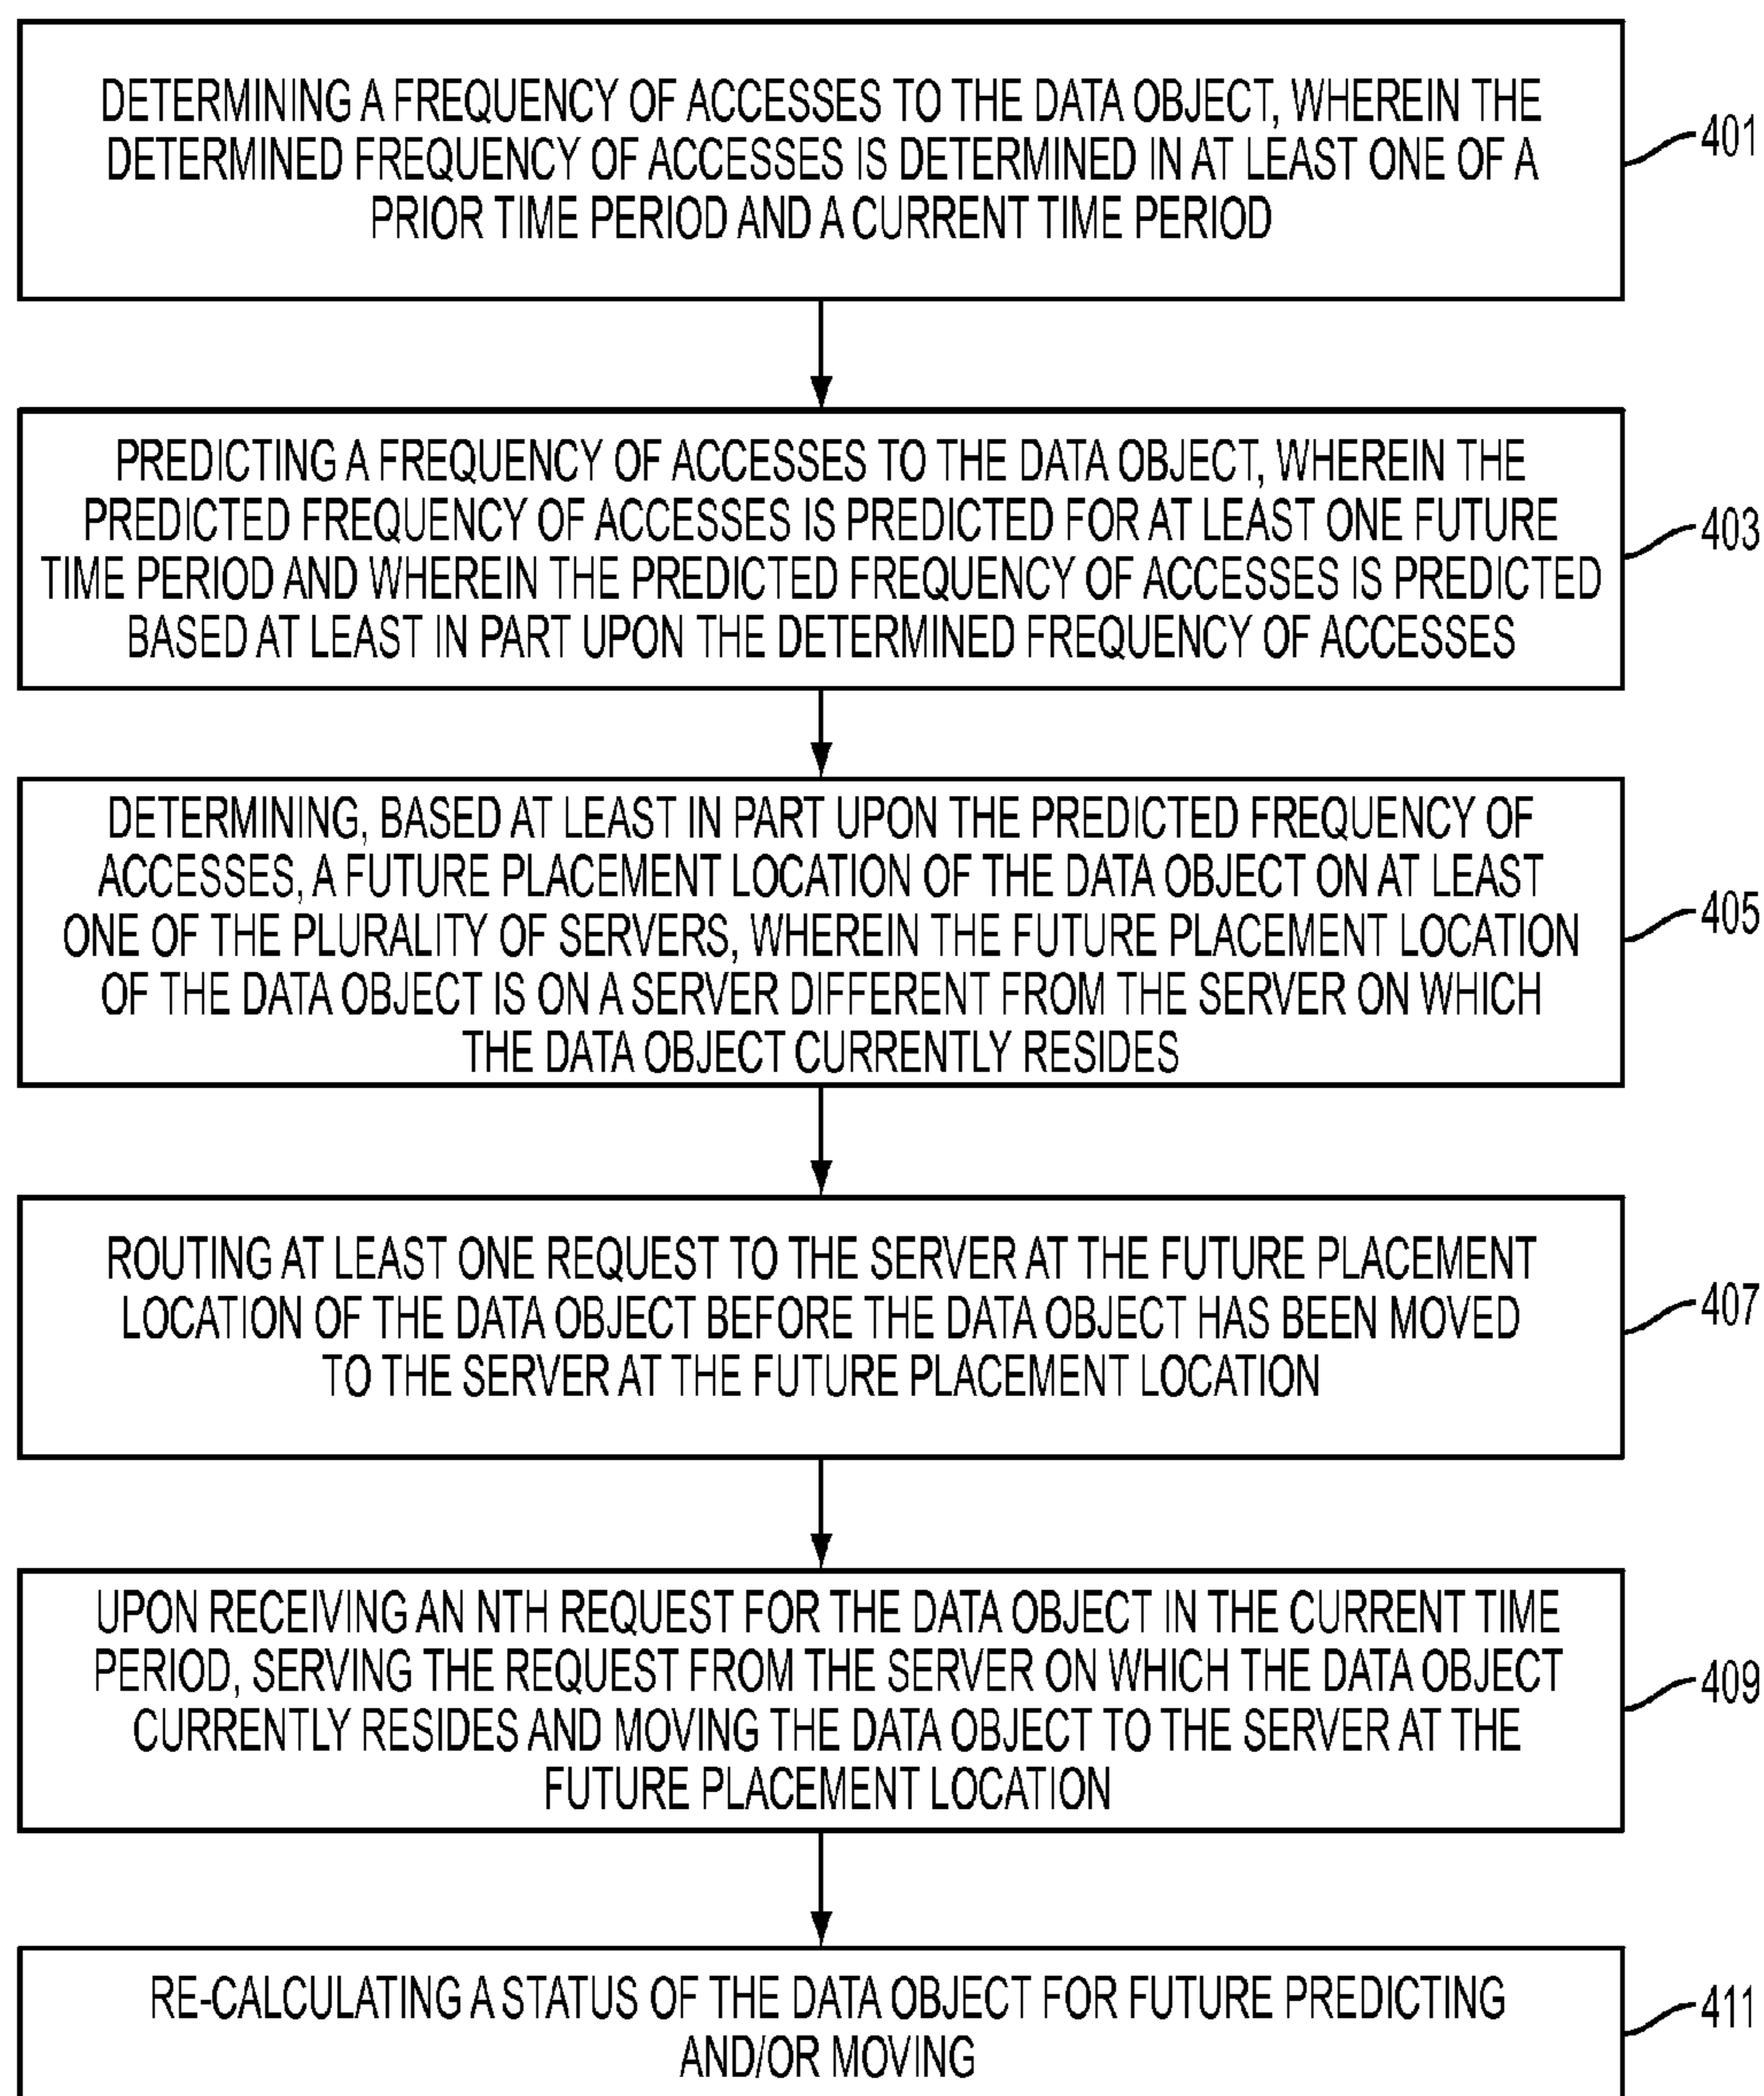 DETERMINING A FREQUENCY OF ACCESSES TO THE DATA OBJECT, WHEREIN THE
DETERMINED FREQUENCY OF ACCESSES IS DETERMINED IN AT LEAST ONE OF A
PRIOR TIME PERIOD AND A CURRENT TIME PERIOD
401
PREDICTING A FREQUENCY OF ACCESSES TO THE DATA OBJECT, WHEREIN THE
PREDICTED FREQUENCY OF ACCESSES IS PREDICTED FOR AT LEAST ONE FUTURE
TIME PERIOD AND WHEREIN THE PREDICTED FREQUENCY OF ACCESSES IS PREDICTED
BASED AT LEAST IN PART UPON THE DETERMINED FREQUENCY OF ACCESSES
403
DETERMINING, BASED AT LEAST IN PART UPON THE PREDICTED FREQUENCY OF
ACCESSES, A FUTURE PLACEMENT LOCATION OF THE DATA OBJECT ON AT LEAST
ONE OF THE PLURALITY OF SERVERS, WHEREIN THE FUTURE PLACEMENT LOCATION
OF THE DATA OBJECT IS ON A SERVER DIFFERENT FROM THE SERVER ON WHICH
THE DATA OBJECT CURRENTLY RESIDES
405
ROUTING AT LEAST ONE REQUEST TO THE SERVER AT THE FUTURE PLACEMENT
LOCATION OF THE DATA OBJECT BEFORE THE DATA OBJECT HAS BEEN MOVED
TO THE SERVER AT THE FUTURE PLACEMENT LOCATION
407
UPON RECEIVING AN NTH REQUEST FOR THE DATA OBJECT IN THE CURRENT TIME
PERIOD, SERVING THE REQUEST FROM THE SERVER ON WHICH THE DATA OBJECT
CURRENTLY RESIDES AND MOVING THE DATA OBJECT TO THE SERVER AT THE
FUTURE PLACEMENT LOCATION
409
RE-CALCULATING A STATUS OF THE DATA OBJECT FOR FUTURE PREDICTING
AND/OR MOVING
411